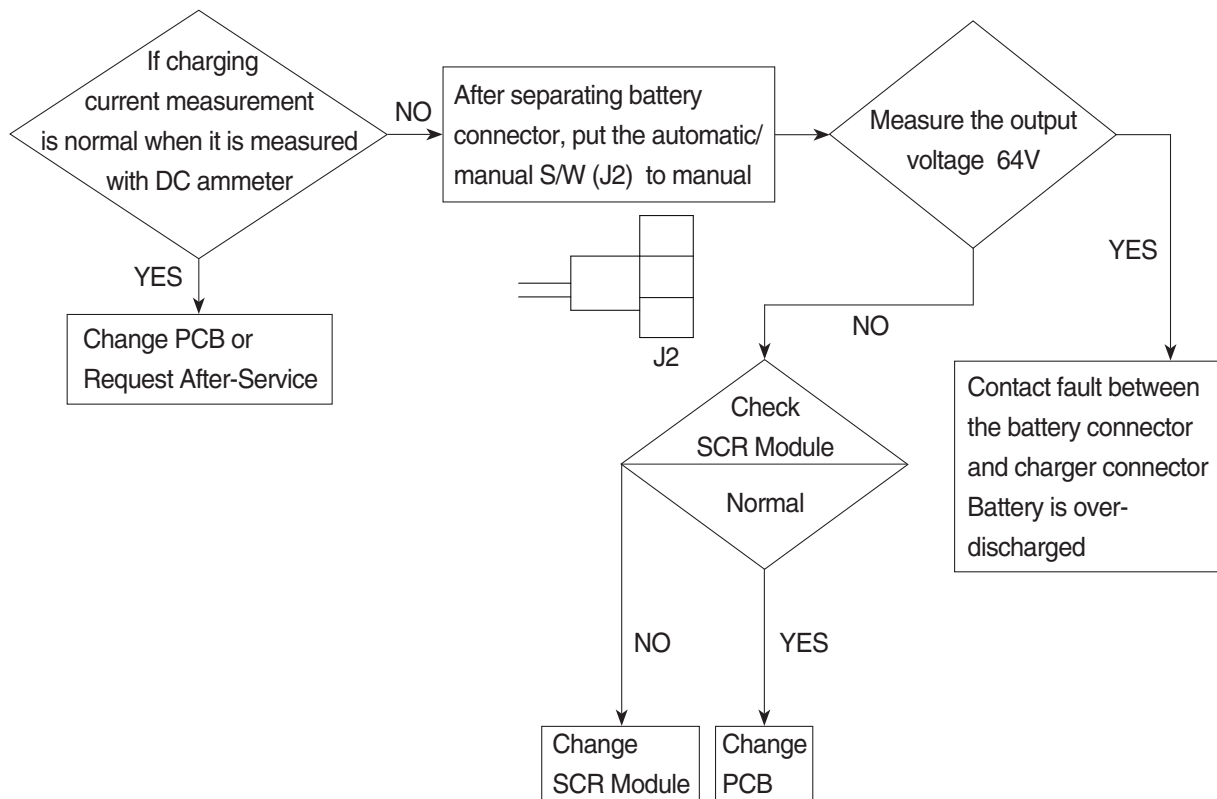 If charging
current measurement
is normal when it is measured
with DC ammeter
NO
After separating battery
connector, put the automatic/
manual S/W (J2) to manual
Measure the output
voltage 64V
YES
Change PCB or
Request After-Service
J2
NO
YES
Check
SCR Module
Normal
Contact fault between
the battery connector
and charger connector
Battery is over-
discharged
NO
YES
Change
SCR Module
Change
PCB